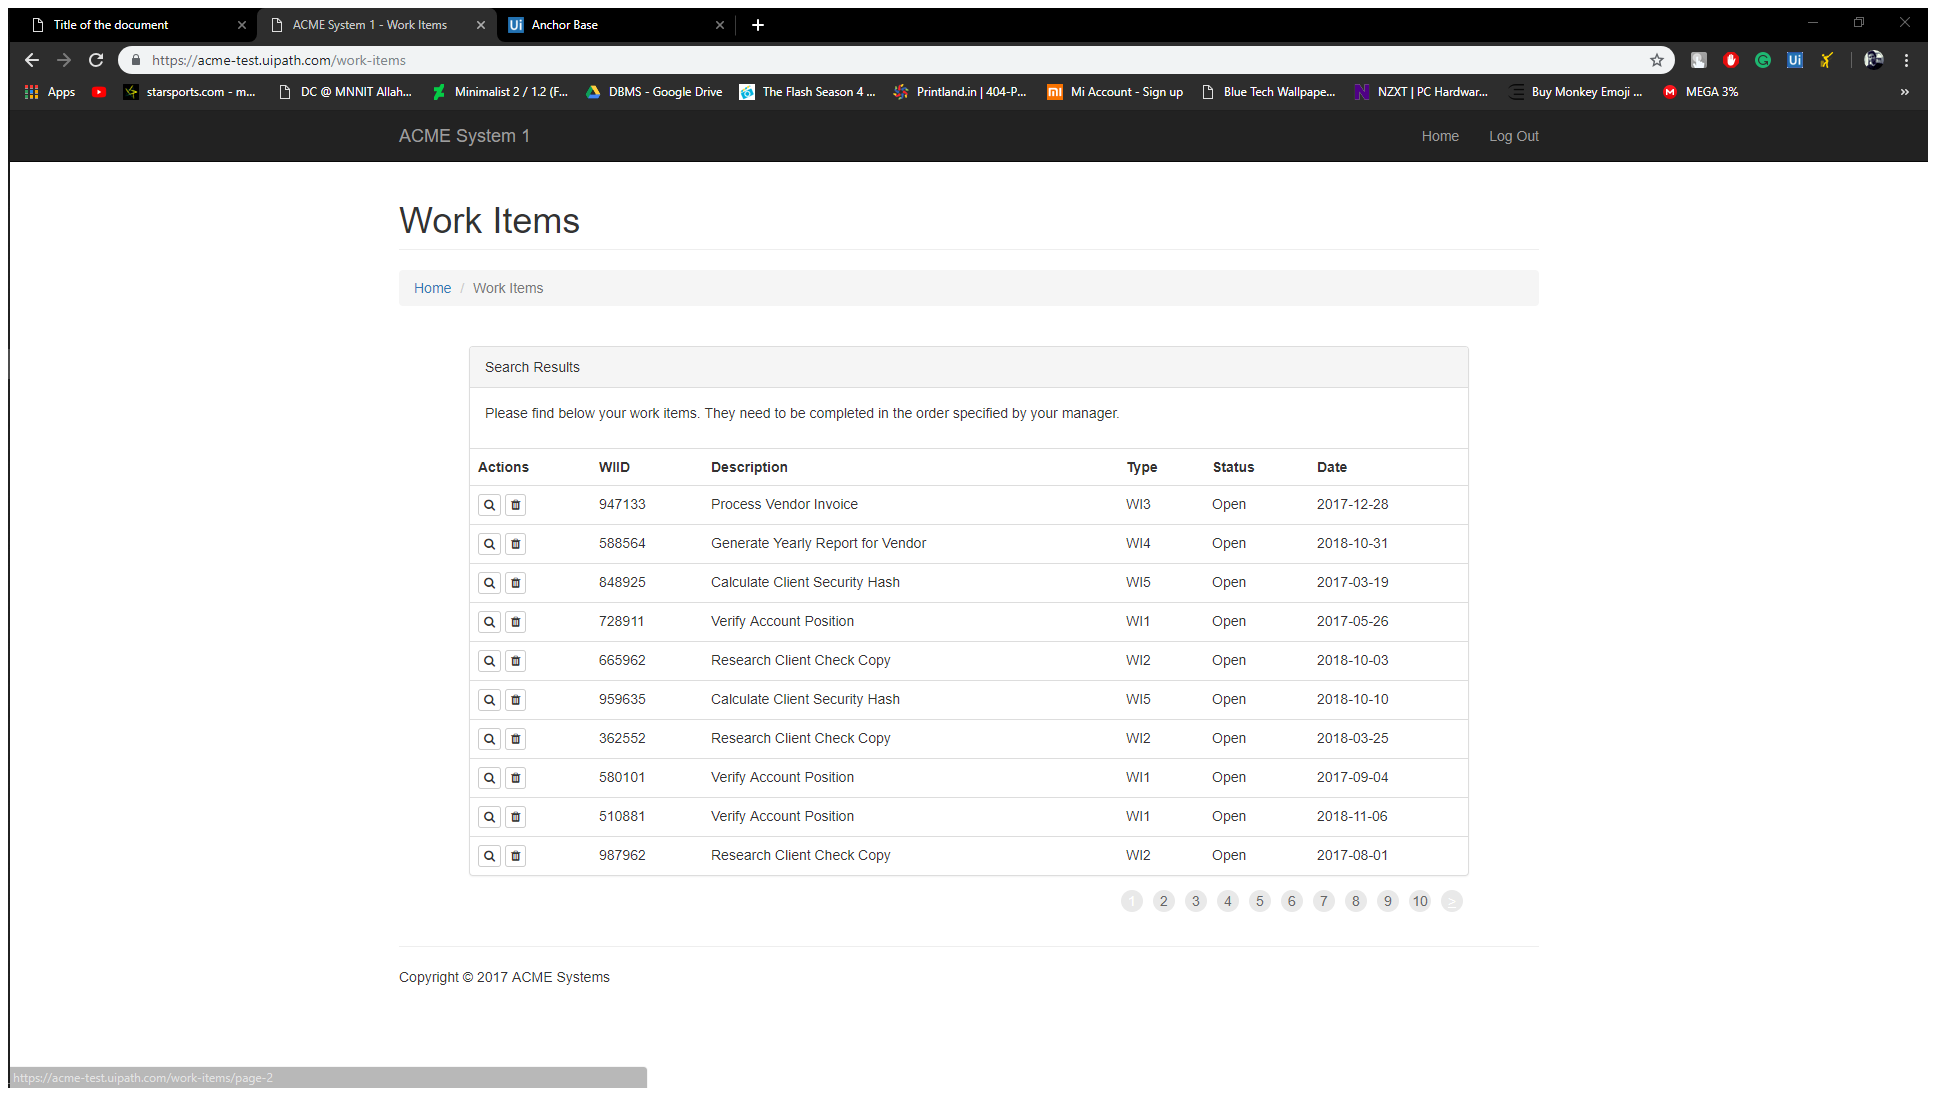 Title of the document
ACME System 1 - Work Items
Ui Anchor Base
https://acme-test.uipath.com/work-items
Ui
Apps
starsports.com - m...
DC @ MNNIT Allah...
Minimalist 2 / 1.2 (F...
DBMS - Google Drive
The Flash Season 4 ...
Printland.in | 404-P...
mi Mi Account - Sign up
Blue Tech Wallpape...
NZXT | PC Hardwar...
Buy Monkey Emoji ...
M MEGA 3%
»
ACME System 1 Home Log Out
Work Items
Home / Work Items
Search Results
Please find below your work items. They need to be completed in the order specified by your manager.
Actions WIID Description Type Status Date
947133 Process Vendor Invoice WI3 Open 2017-12-28
588564 Generate Yearly Report for Vendor WI4 Open 2018-10-31
848925 Calculate Client Security Hash WI5 Open 2017-03-19
728911 Verify Account Position WI1 Open 2017-05-26
665962 Research Client Check Copy WI2 Open 2018-10-03
959635 Calculate Client Security Hash WI5 Open 2018-10-10
362552 Research Client Check Copy WI2 Open 2018-03-25
580101 Verify Account Position WI1 Open 2017-09-04
510881 Verify Account Position WI1 Open 2018-11-06
987962 Research Client Check Copy WI2 Open 2017-08-01
1 2 3 4 5 6 7 8 9 10 >
Copyright © 2017 ACME Systems
https://acme-test.uipath.com/work-items/page-2